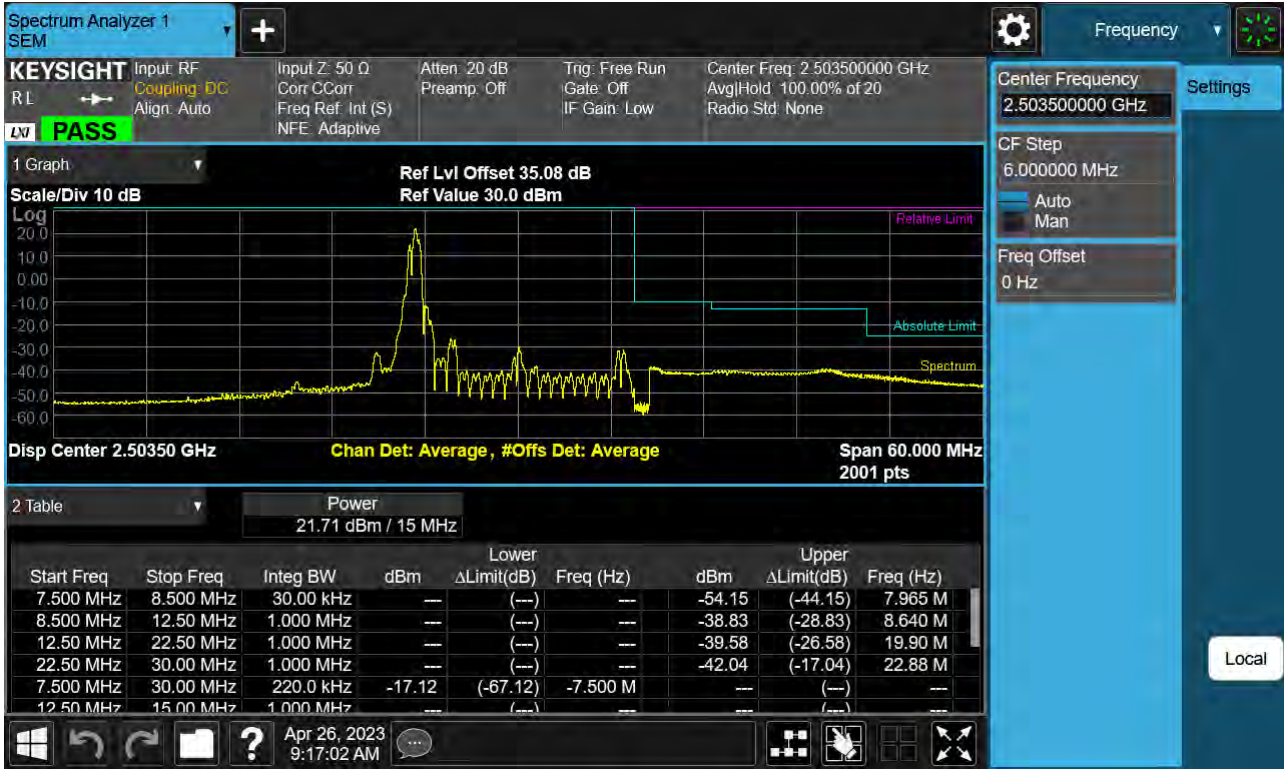 Spectrum Analyzer 1
SEM
Frequency
KEYSIGHT
R L
LXI
PASS
Input: RF
Coupling: DC
Align: Auto
Input Z: 50 Ω
Corr CCorr
Freq Ref: Int (S)
NFE: Adaptive
Atten: 20 dB
Preamp: Off
Trig: Free Run
Gate: Off
IF Gain: Low
Center Freq: 2.503500000 GHz
Avg|Hold: 100.00% of 20
Radio Std: None
Center Frequency
2.503500000 GHz
Settings
CF Step
6.000000 MHz
Auto
Man
Freq Offset
0 Hz
Local
1 Graph
Scale/Div 10 dB
Ref Lvl Offset 35.08 dB
Ref Value 30.0 dBm
Log
20.0
10.0
0.00
-10.0
-20.0
-30.0
-40.0
-50.0
-60.0
Relative Limit
Absolute Limit
Spectrum
Disp Center 2.50350 GHz
Chan Det: Average, #Offs Det: Average
Span 60.000 MHz
2001 pts
2 Table
Power
21.71 dBm / 15 MHz
Lower Upper
Start Freq Stop Freq Integ BW dBm ΔLimit(dB) Freq (Hz) dBm ΔLimit(dB) Freq (Hz)
7.500 MHz 8.500 MHz 30.00 kHz --- (---) --- -54.15 (-44.15) 7.965 M
8.500 MHz 12.50 MHz 1.000 MHz --- (---) --- -38.83 (-28.83) 8.640 M
12.50 MHz 22.50 MHz 1.000 MHz --- (---) --- -39.58 (-26.58) 19.90 M
22.50 MHz 30.00 MHz 1.000 MHz --- (---) --- -42.04 (-17.04) 22.88 M
7.500 MHz 30.00 MHz 220.0 kHz -17.12 (-67.12) -7.500 M --- (---) ---
12.50 MHz 15.00 MHz 1.000 MHz --- (---) --- --- (---) ---
?
Apr 26, 2023
9:17:02 AM